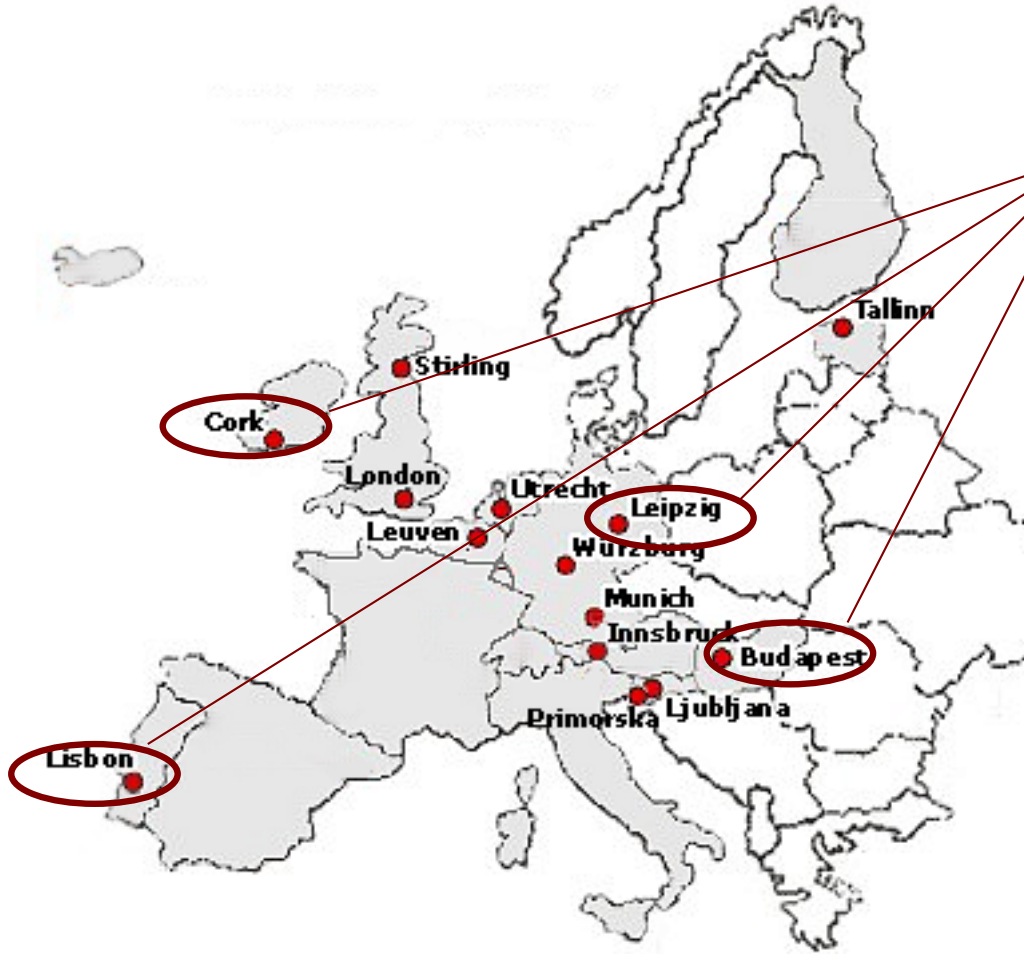 Tallinn
Stirling
Cork
London
Utrecht
Leipzig
Leuven
Würzburg
Munich
Innsbruck
Budapest
Ljubljana
Primorska
Lisbon